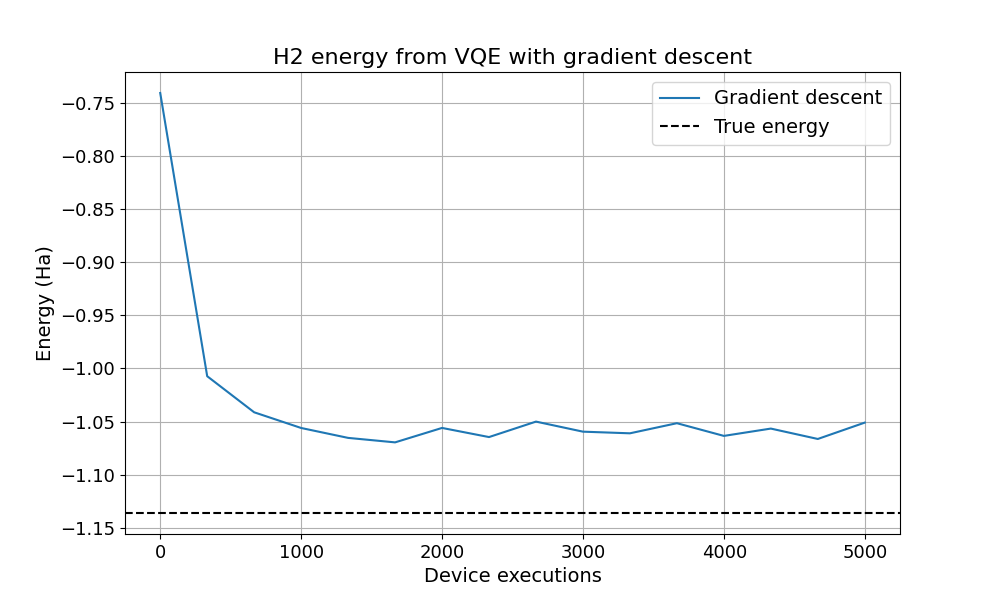 H2 energy from VQE with gradient descent
Gradient descent
True energy
−0.75
−0.80
−0.85
−0.90
−0.95
−1.00
−1.05
−1.10
−1.15
Energy (Ha)
0 1000 2000 3000 4000 5000
Device executions